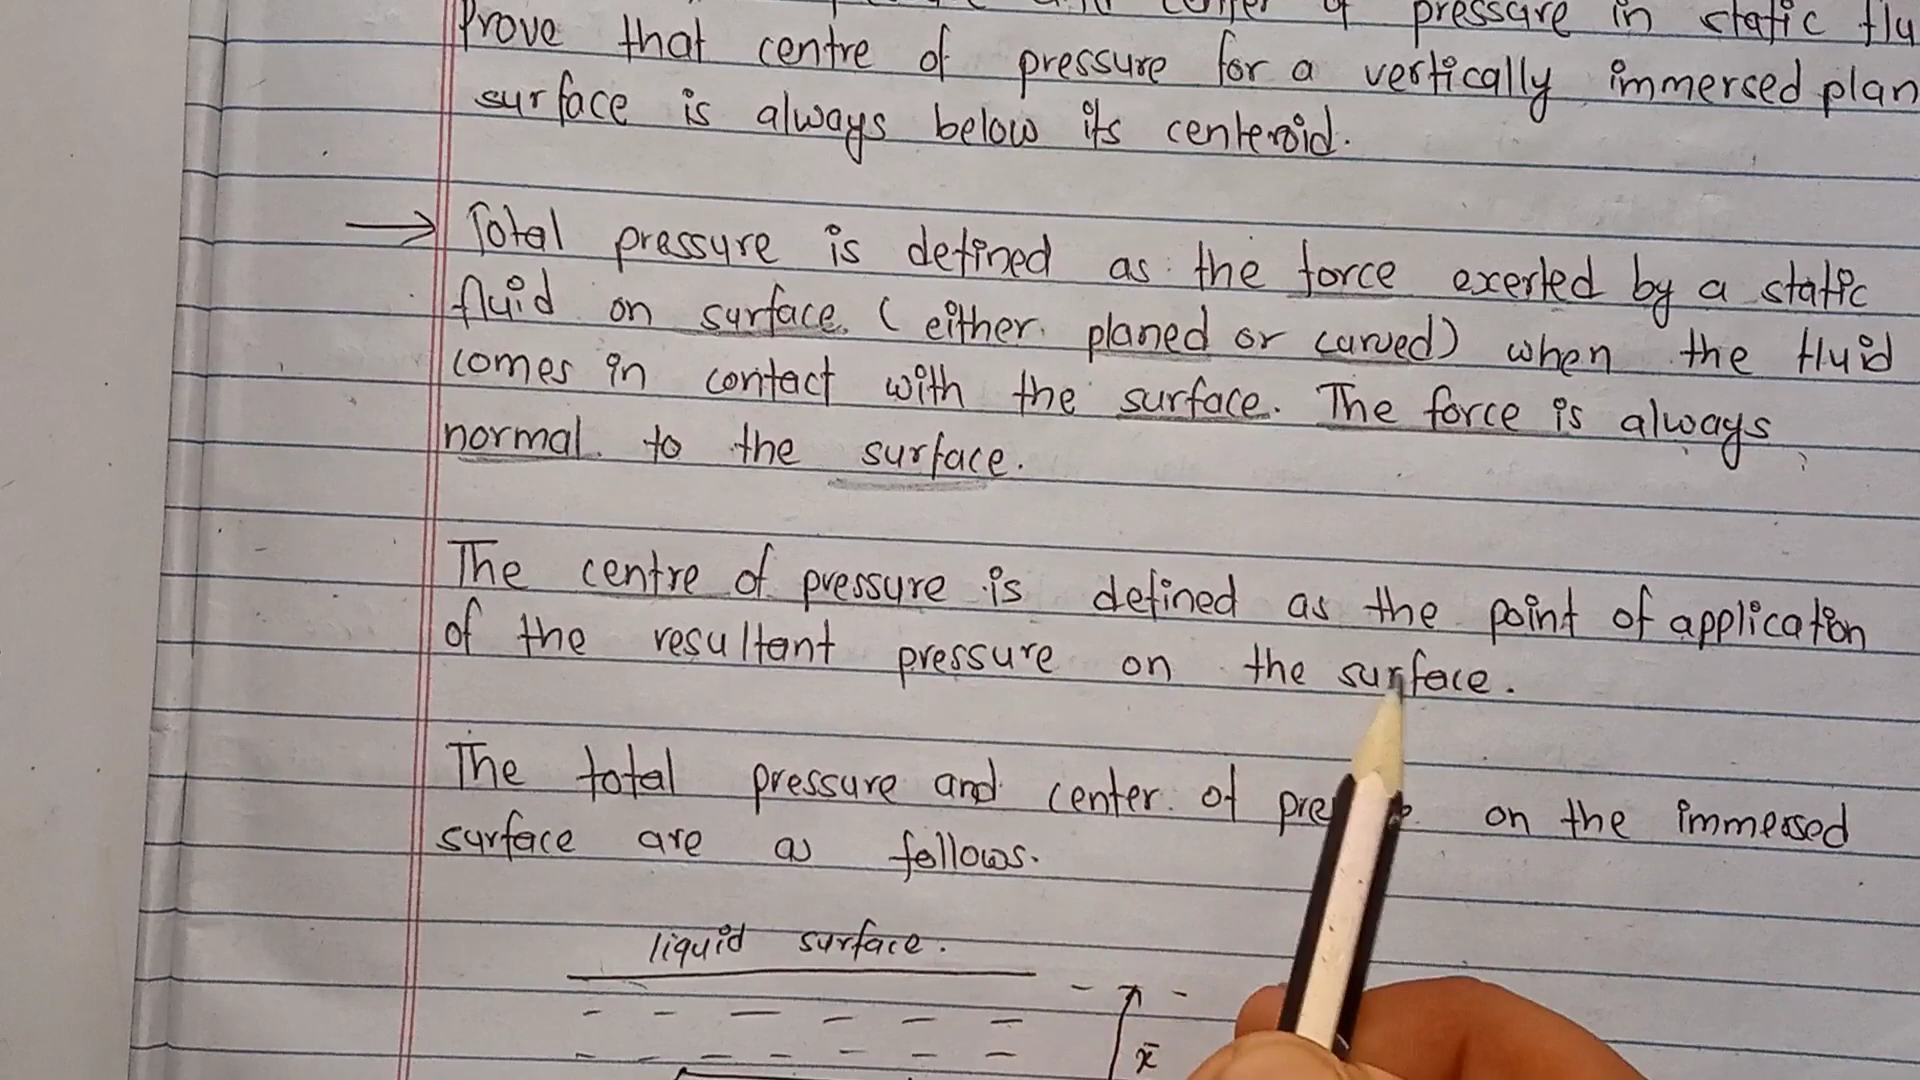 pressure in static flu
Prove that centre of pressure for a vertically immersed plan
surface is always below its centeroid.
→ Total pressure is defined as the force exerted by a static
fluid on surface (either planed or curved) when the fluid
comes in contact with the surface. The force is always
normal to the surface.
The centre of pressure is defined as the point of application
of the resultant pressure on the surface.
The total pressure and center of pre on the immersed
surface are as follows.
liquid surface.
x̄